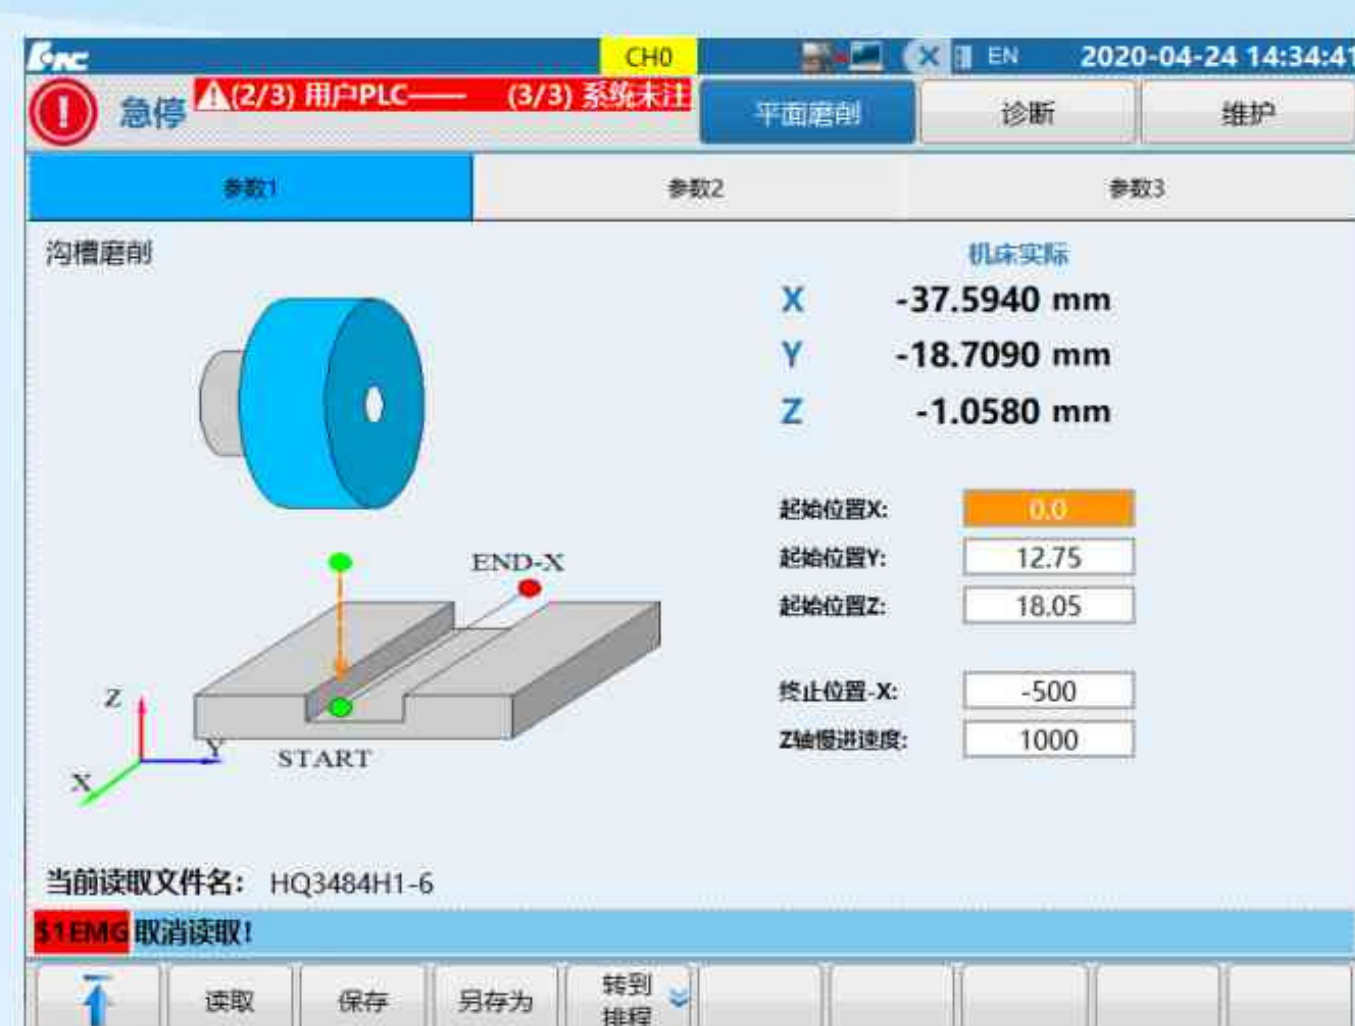 CH0
EN
2020-04-24 14:34:41
急停
(2/3) 用户PLC—— (3/3) 系统未注
平面磨削
诊断
维护
参数1
参数2
参数3
沟槽磨削
机床实际
X -37.5940 mm
Y -18.7090 mm
Z -1.0580 mm
起始位置X: 0.0
起始位置Y: 12.75
起始位置Z: 18.05
终止位置-X: -500
Z轴慢进速度: 1000
END-X
Z
Y
X
START
当前读取文件名: HQ3484H1-6
$1EMG 取消读取!
读取
保存
另存为
转到
排程